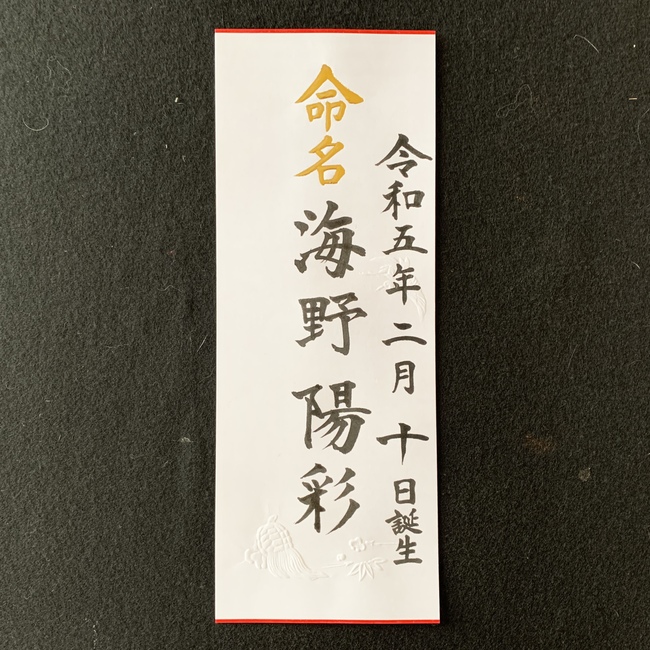 令和五年二月十日誕生
命名 海野 陽彩